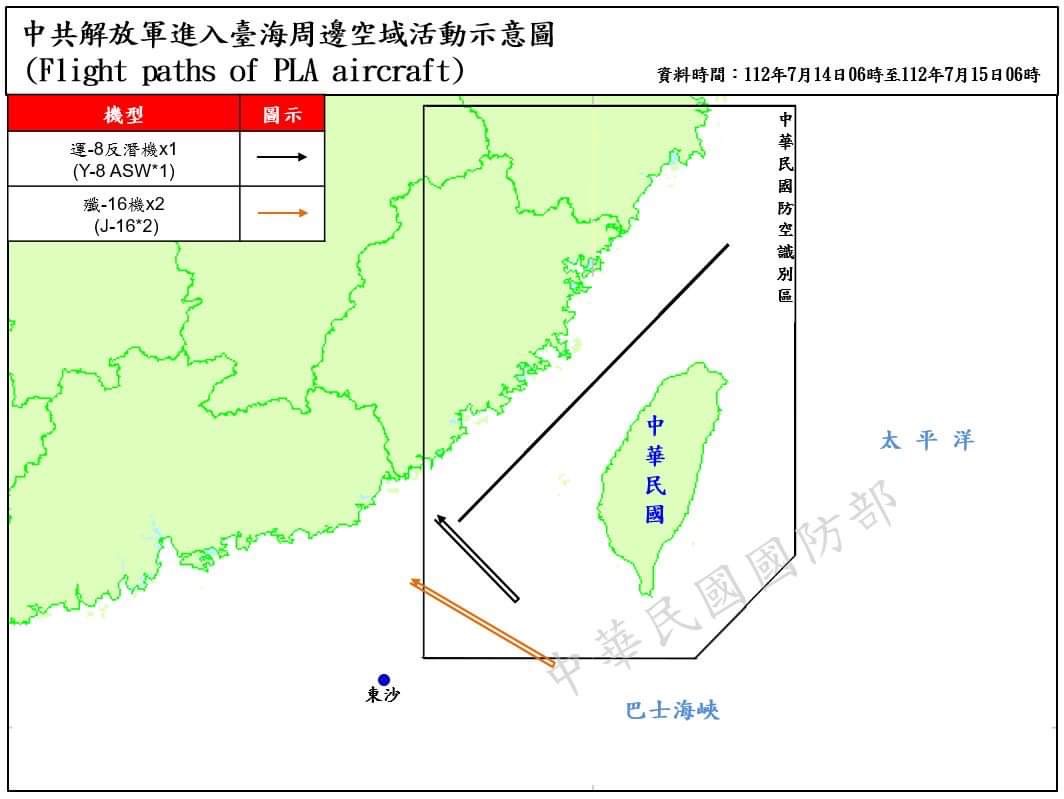 中共解放軍進入臺海周邊空域活動示意圖
(Flight paths of PLA aircraft)
資料時間：112年7月14日06時至112年7月15日06時
機型 圖示
運-8反潛機x1
(Y-8 ASW*1)
殲-16機x2
(J-16*2)
中華民國防空識別區
中華民國
太平洋
中華民國國防部
東沙
巴士海峽